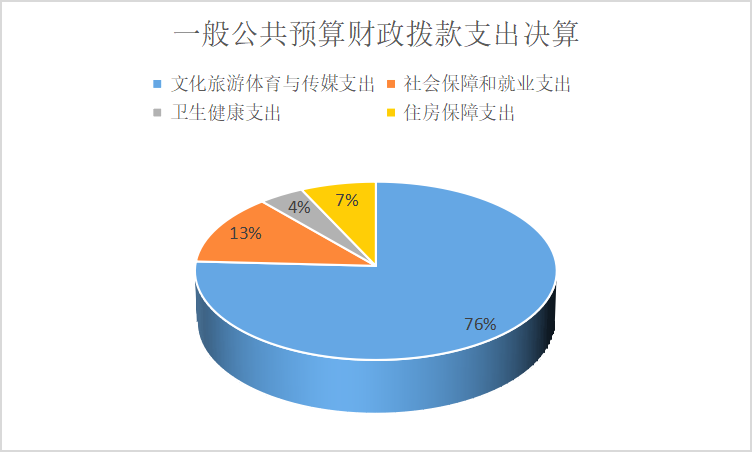 一般公共预算财政拨款支出决算
文化旅游体育与传媒支出 社会保障和就业支出
卫生健康支出 住房保障支出
7%
4%
13%
76%